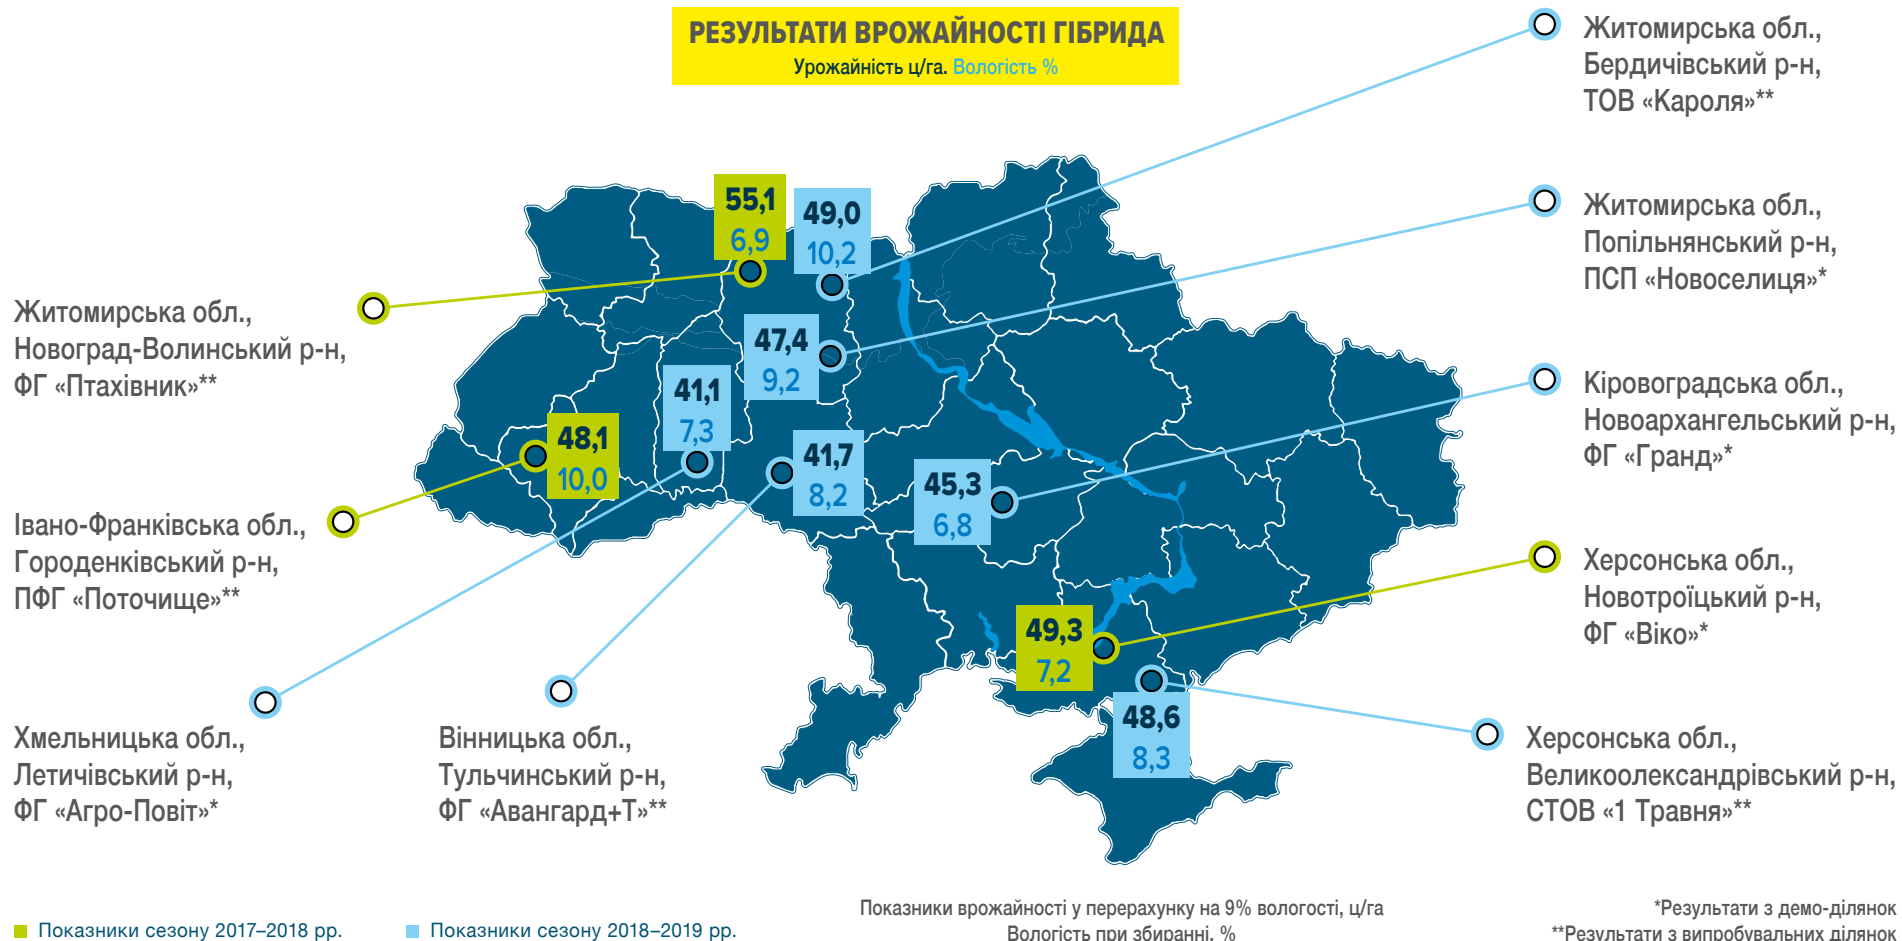 РЕЗУЛЬТАТИ ВРОЖАЙНОСТІ ГІБРИДА
Урожайність ц/га. Вологість %
Житомирська обл.,
Бердичівський р-н,
ТОВ «Кароля»**
Житомирська обл.,
Попільнянський р-н,
ПСП «Новоселиця»*
Кіровоградська обл.,
Новоархангельський р-н,
ФГ «Гранд»*
Херсонська обл.,
Новотроїцький р-н,
ФГ «Віко»*
Херсонська обл.,
Великоолександрівський р-н,
СТОВ «1 Травня»**
Житомирська обл.,
Новоград-Волинський р-н,
ФГ «Птахівник»**
Івано-Франківська обл.,
Городенківський р-н,
ПФГ «Поточище»**
Хмельницька обл.,
Летичівський р-н,
ФГ «Агро-Повіт»*
Вінницька обл.,
Тульчинський р-н,
ФГ «Авангард+Т»**
55,1
6,9
49,0
10,2
47,4
9,2
41,1
7,3
48,1
10,0
41,7
8,2
45,3
6,8
49,3
7,2
48,6
8,3
Показники сезону 2017–2018 рр.
Показники сезону 2018–2019 рр.
Показники врожайності у перерахунку на 9% вологості, ц/га
Вологість при збиранні, %
*Результати з демо-ділянок
**Результати з випробувальних ділянок